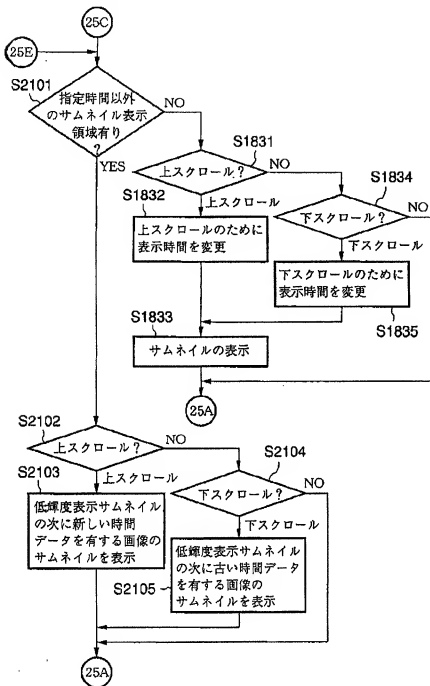 25C
25E
S2101
指定時間以外
のサムネイル表示
領域有り
?
NO
YES
S1831
上スクロール?
NO
上スクロール
S1832
上スクロールのために
表示時間を変更
S1834
下スクロール?
NO
下スクロール
下スクロールのために
表示時間を変更
S1835
S1833
サムネイルの表示
25A
S2102
上スクロール?
NO
上スクロール
S2103
低輝度表示サムネイル
の次に新しい時間
データを有する画像の
サムネイルを表示
S2104
下スクロール?
NO
下スクロール
低輝度表示サムネイル
の次に古い時間データ
を有する画像の
サムネイルを表示
S2105
25A